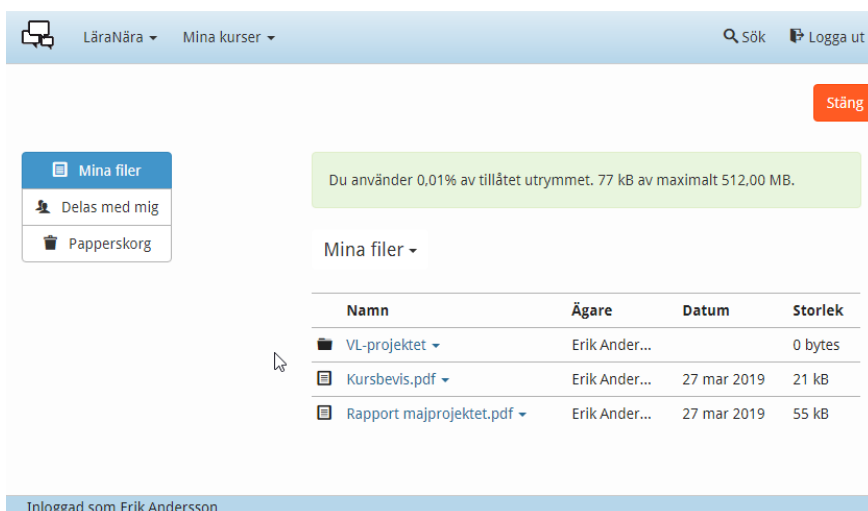 LäraNära Mina kurser Sök Logga ut
Stäng
Mina filer
Delas med mig
Papperskorg
Du använder 0,01% av tillåtet utrymmet. 77 kB av maximalt 512,00 MB.
Mina filer
Namn Ägare Datum Storlek
VL-projektet Erik Ander... 0 bytes
Kursbevis.pdf Erik Ander... 27 mar 2019 21 kB
Rapport majprojektet.pdf Erik Ander... 27 mar 2019 55 kB
Inloggad som Erik Andersson